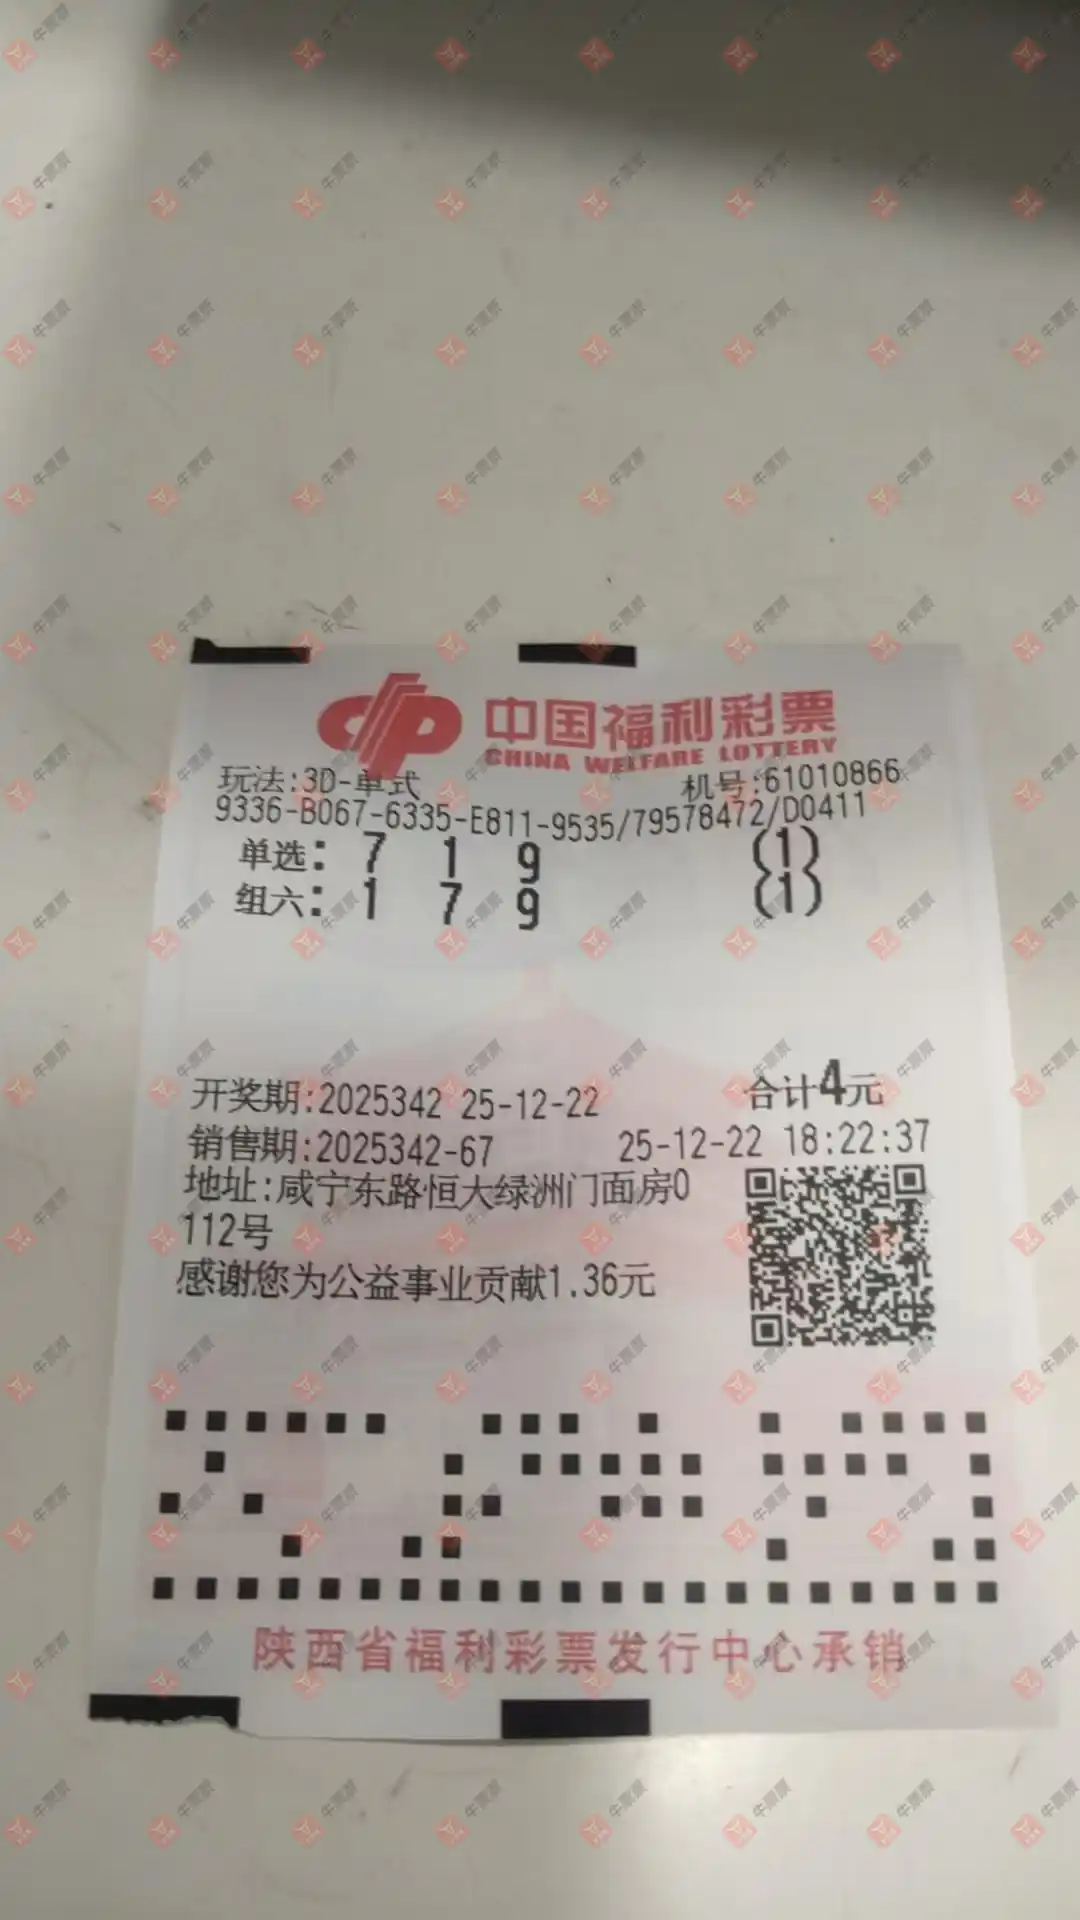 中国福利彩票
CHINA WELFARE LOTTERY
玩法:3D-单式 机号:61010866
9336-B067-6335-E811-9535/79578472/D0411
单选: 7 1 9 (1)
组六: 1 7 9 (1)
开奖期:2025342 25-12-22 合计4元
销售期:2025342-67 25-12-22 18:22:37
地址:咸宁东路恒大绿洲门面房0
112号
感谢您为公益事业贡献1.36元
陕西省福利彩票发行中心承销
牛票票